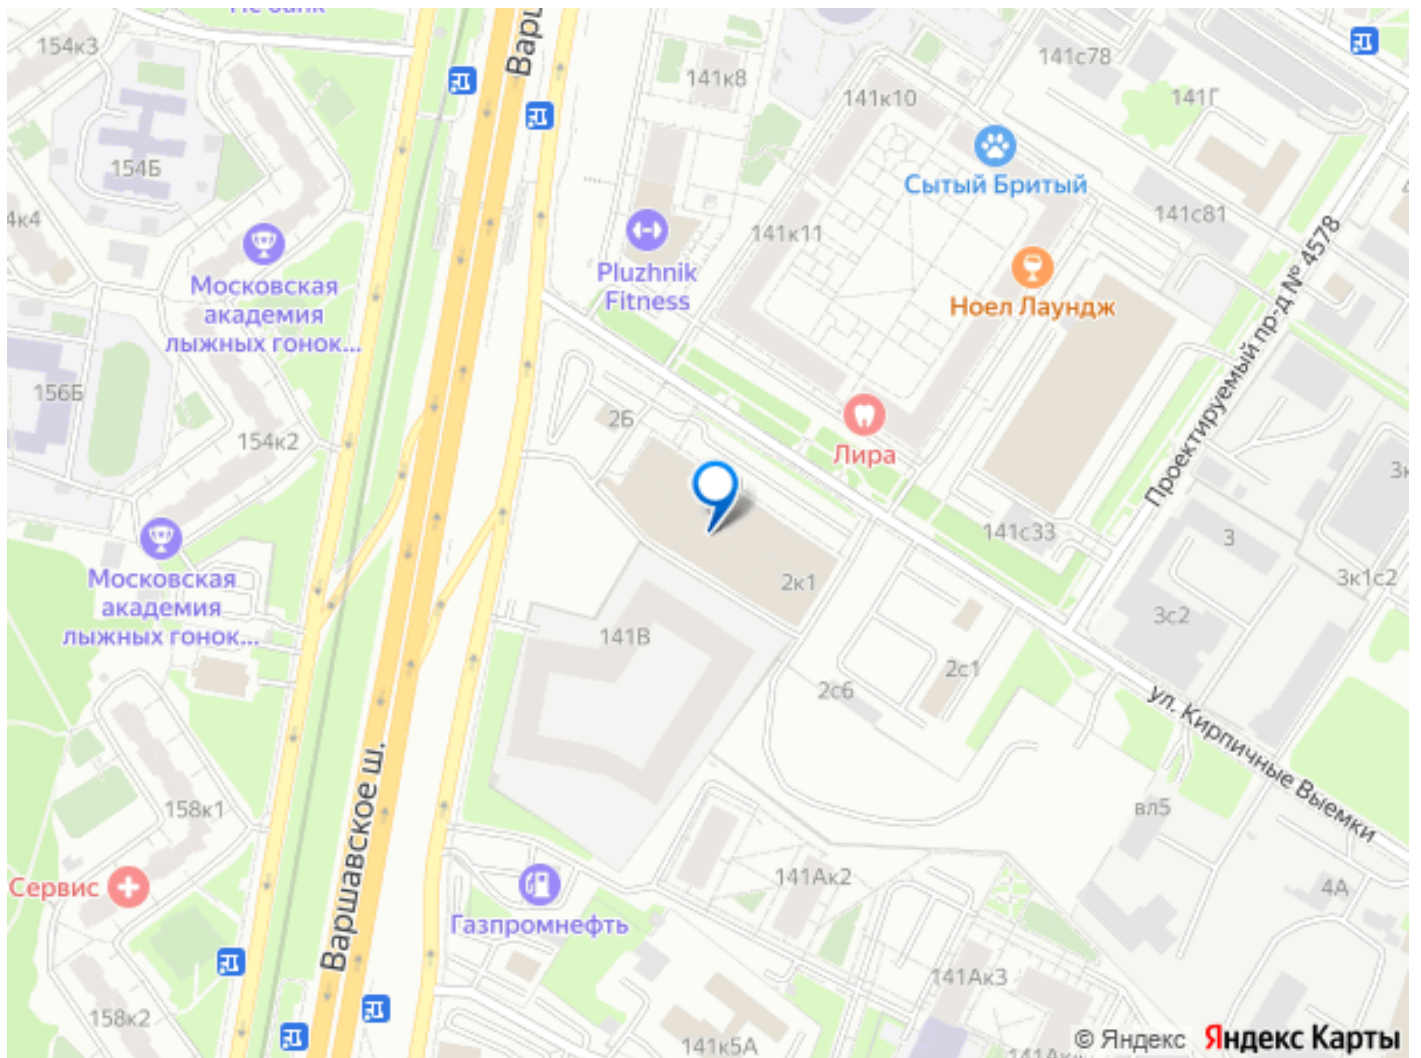 154к3
Варш
141к8
141с78
141к10
141Г
154Б
Сытый Бритый
4к4
141с81
141к11
Pluzhnik
Fitness
Московская
академия
лыжных гонок...
Ноел Лаундж
Проектируемый пр-д № 4578
156Б
2Б
154к2
Лира
141с33
3
3к1с2
Московская
академия
лыжных гонок...
2к1
3с2
141В
2с1
2с6
ул. Кирпичные Выемки
Варшавское ш.
158к1
вл5
141Ак2
4А
Сервис
Газпромнефть
141Ак3
158к2
141к5А
© Яндекс Яндекс Карты